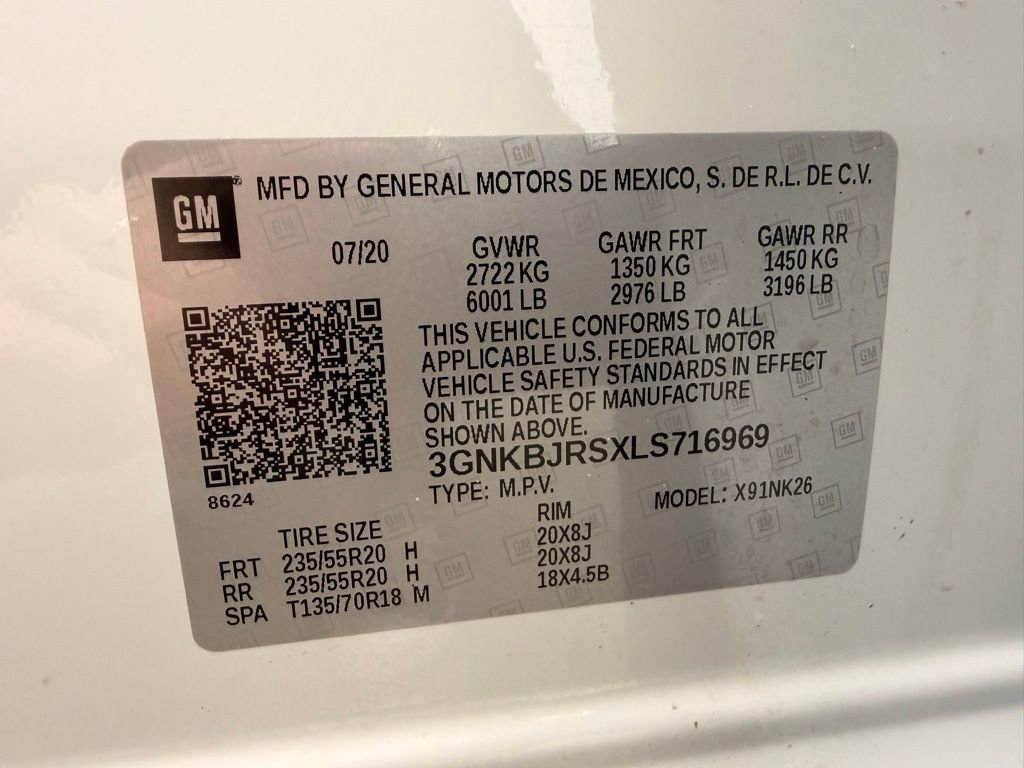 GM® MFD BY GENERAL MOTORS DE MEXICO, S. DE R.L. DE C.V.
07/20 GVWR GAWR FRT GAWR RR
2722 KG 1350 KG 1450 KG
6001 LB 2976 LB 3196 LB
THIS VEHICLE CONFORMS TO ALL
APPLICABLE U.S. FEDERAL MOTOR
VEHICLE SAFETY STANDARDS IN EFFECT
ON THE DATE OF MANUFACTURE
SHOWN ABOVE.
3GNKBJRSXLS716969
8624
TYPE: M.P.V. MODEL: X91NK26
TIRE SIZE RIM
FRT 235/55R20 H 20X8J
RR 235/55R20 H 20X8J
SPA T135/70R18 M 18X4.5B